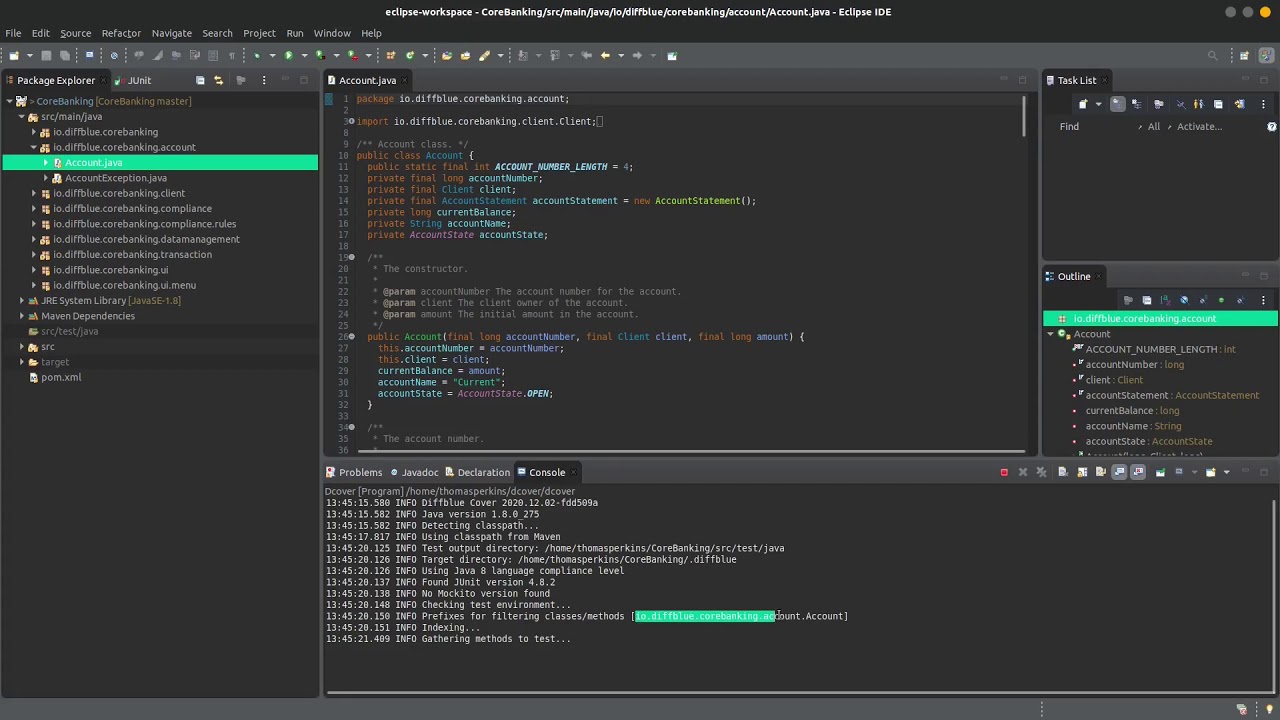 eclipse-workspace - CoreBanking/src/main/java/io/diffblue/corebanking/account/Account.java - Eclipse IDE
File Edit Source Refactor Navigate Search Project Run Window Help
Package Explorer JUnit
> CoreBanking [CoreBanking master]
src/main/java
io.diffblue.corebanking
io.diffblue.corebanking.account
Account.java
AccountException.java
io.diffblue.corebanking.client
io.diffblue.corebanking.compliance
io.diffblue.corebanking.compliance.rules
io.diffblue.corebanking.datamanagement
io.diffblue.corebanking.transaction
io.diffblue.corebanking.ui
io.diffblue.corebanking.ui.menu
JRE System Library [JavaSE-1.8]
Maven Dependencies
src/test/java
src
target
pom.xml
Account.java
1 package io.diffblue.corebanking.account;
2
3 import io.diffblue.corebanking.client.Client;
8
9 /** Account class. */
10 public class Account {
11 public static final int ACCOUNT_NUMBER_LENGTH = 4;
12 private final long accountNumber;
13 private final Client client;
14 private final AccountStatement accountStatement = new AccountStatement();
15 private long currentBalance;
16 private String accountName;
17 private AccountState accountState;
18
19 /**
20 * The constructor.
21 *
22 * @param accountNumber The account number for the account.
23 * @param client The client owner of the account.
24 * @param amount The initial amount in the account.
25 */
26 public Account(final long accountNumber, final Client client, final long amount) {
27 this.accountNumber = accountNumber;
28 this.client = client;
29 currentBalance = amount;
30 accountName = "Current";
31 accountState = AccountState.OPEN;
32 }
33
34 /**
35 * The account number.
36 *
Task List
Find All Activate...
Outline
io.diffblue.corebanking.account
Account
ACCOUNT_NUMBER_LENGTH : int
accountNumber : long
client : Client
accountStatement : AccountStatement
currentBalance : long
accountName : String
accountState : AccountState
Problems Javadoc Declaration Console
Dcover [Program] /home/thomasperkins/dcover/dcover
13:45:15.580 INFO Diffblue Cover 2020.12.02-fdd509a
13:45:15.582 INFO Java version 1.8.0_275
13:45:15.582 INFO Detecting classpath...
13:45:17.817 INFO Using classpath from Maven
13:45:20.125 INFO Test output directory: /home/thomasperkins/CoreBanking/src/test/java
13:45:20.126 INFO Target directory: /home/thomasperkins/CoreBanking/.diffblue
13:45:20.126 INFO Using Java 8 language compliance level
13:45:20.137 INFO Found JUnit version 4.8.2
13:45:20.138 INFO No Mockito version found
13:45:20.148 INFO Checking test environment...
13:45:20.150 INFO Prefixes for filtering classes/methods [io.diffblue.corebanking.account.Account]
13:45:20.151 INFO Indexing...
13:45:21.409 INFO Gathering methods to test...